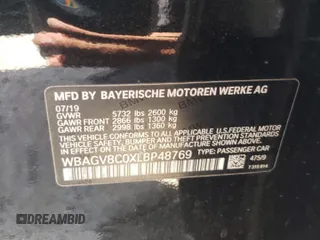 MFD BY BAYERISCHE MOTOREN WERKE AG
07/19
GVWR 5732 lbs 2600 kg
GAWR FRONT 2866 lbs 1300 kg
GAWR REAR 2998 lbs 1360 kg
THIS VEHICLE CONFORMS TO ALL APPLICABLE FEDERAL MOTOR
VEHICLE SAFETY, BUMPER, AND THEFT PREVENTION STANDARDS
IN EFFECT ON THE DATE OF MANUFACTURE SHOWN ABOVE.
WBAGV8C0XLBP48769
TYPE: PASSENGER CAR
475/9
DREAMBID